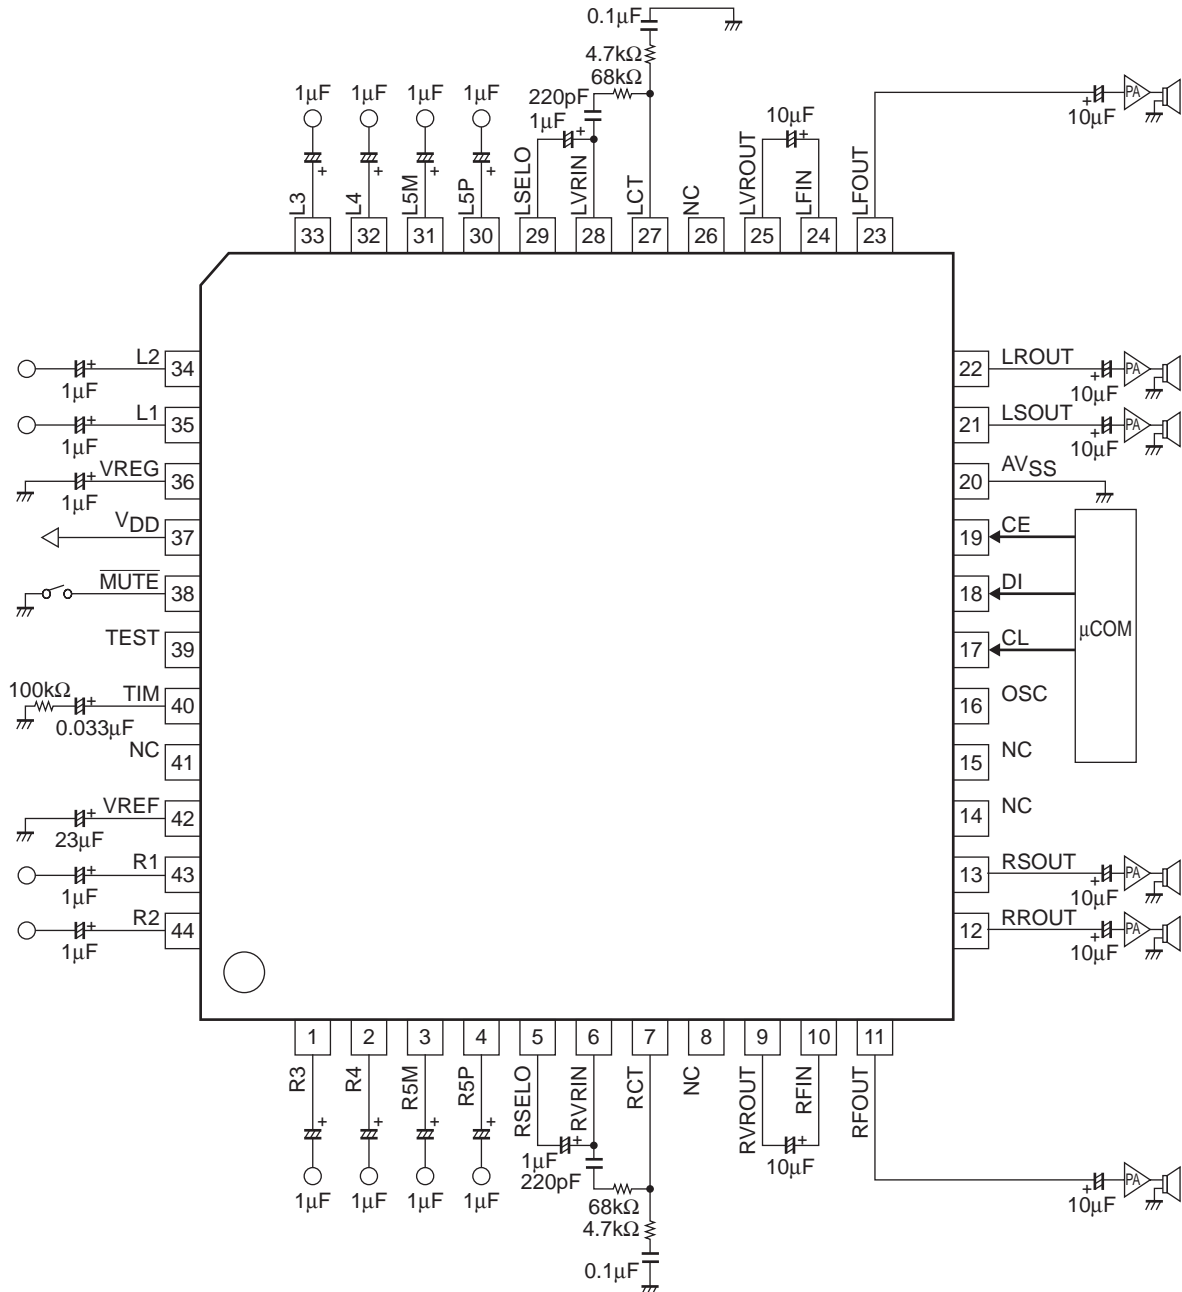 0.1µF
4.7kΩ
68kΩ
1µF 1µF 1µF 1µF
220pF
1µF
10µF
PA
10µF
L3
L4
L5M
L5P
LSELO
LVRIN
LCT
NC
LVROUT
LFIN
LFOUT
33 32 31 30 29 28 27 26 25 24 23
L2
34
1µF
22
LROUT
PA
10µF
L1
35
1µF
21
LSOUT
PA
10µF
VREG
36
1µF
20
AVSS
VDD
37
19
CE
MUTE
38
18
DI
TEST
39
17
CL
µCOM
100kΩ
TIM
40
0.033µF
16
OSC
NC
41
15
NC
VREF
42
23µF
14
NC
R1
43
1µF
13
RSOUT
PA
10µF
R2
44
1µF
12
RROUT
PA
10µF
1 2 3 4 5 6 7 8 9 10 11
R3
R4
R5M
R5P
RSELO
RVRIN
RCT
NC
RVROUT
RFIN
RFOUT
1µF
220pF
10µF
1µF 1µF 1µF 1µF
68kΩ
4.7kΩ
0.1µF
PA
10µF